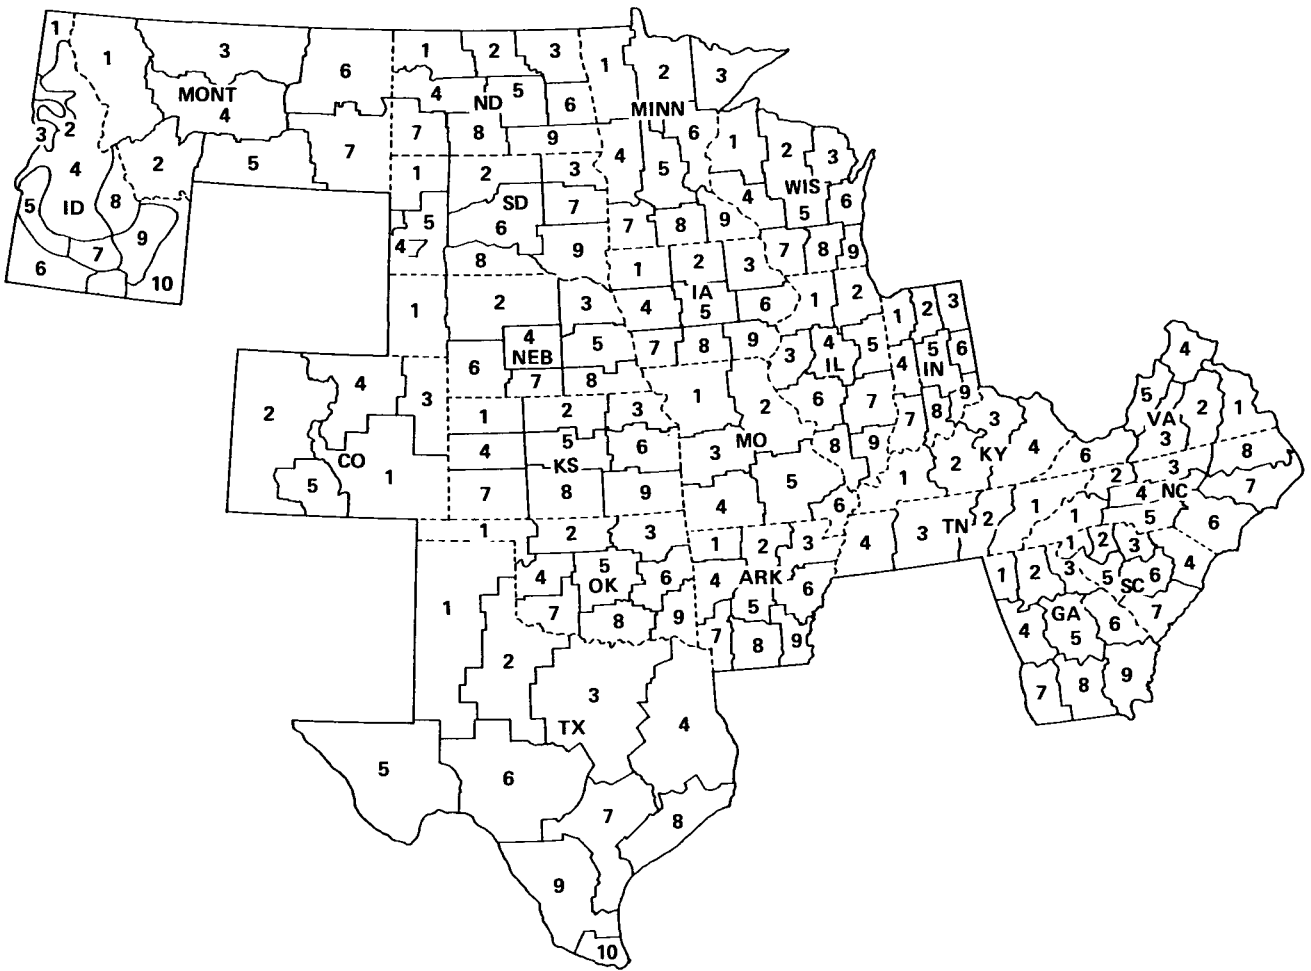 1 1 3 6 1 2 3 1 2 3
MONT 4 4 ND 5 6 MINN
3 2 2 5 7 7 8 9 4 5 6 1 2 3
4 ID 8 5 9 7 6 10
1 2 3 SD 5 7 6 4 9 8
WIS 4 5 6 7 8 9
7 8 9
1 2 3 IA 4 5 6 7 8 9
1 2 3 4 NEB 5 6 7 8
1 2 3 4 IL 5 6 7 8 9
1 2 3 4 5 IN 6 7 8 9
2 4 3 CO 1 5
1 2 3 4 5 KS 6 7 8 9
1 2 MO 3 4 5 6
1 2 3 KY 4 6
4 5 VA 2 1 3
8 3 2 NC 4 7 1 5 6
4 3 TN 2 1
1 2 3 4 5 OK 6 7 8 9
1 2 3 4 ARK 5 6 7 8 9
1 2 3 4 5 SC 6 7
1 2 3 GA 4 5 6 7 8 9
1 2 3 4 TX 5 6 7 8 9 10